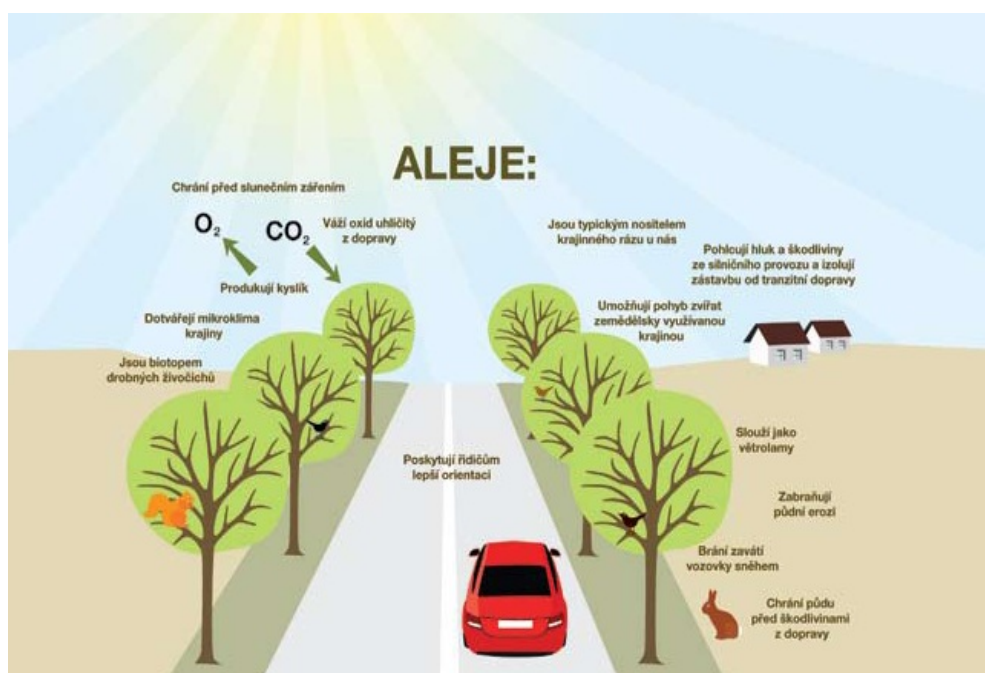 ALEJE:
Chrání před slunečním zářením
O2
CO2
Váží oxid uhličitý
z dopravy
Produkují kyslík
Dotvářejí mikroklima
krajiny
Jsou biotopem
drobných živočichů
Jsou typickým nositelem
krajinného rázu u nás
Pohlcují hluk a škodliviny
ze silničního provozu a izolují
zástavbu od tranzitní dopravy
Umožňují pohyb zvířat
zemědělsky využívanou
krajinou
Poskytují řidičům
lepší orientaci
Slouží jako
větrolamy
Zabraňují
půdní erozi
Brání zavátí
vozovky sněhem
Chrání půdu
před škodlivinami
z dopravy